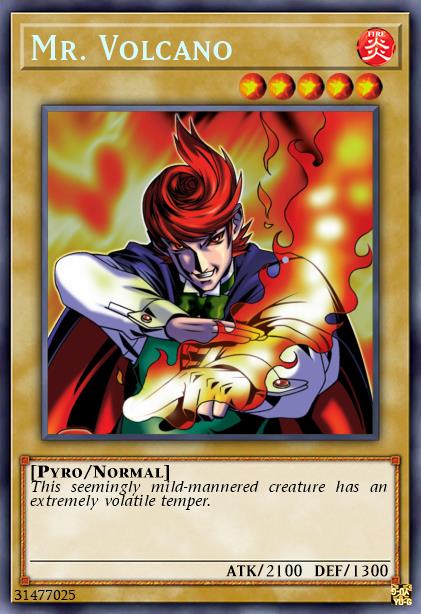 Mr. Volcano
FIRE
炎
[Pyro/Normal]
This seemingly mild-mannered creature has an
extremely volatile temper.
ATK/2100 DEF/1300
31477025